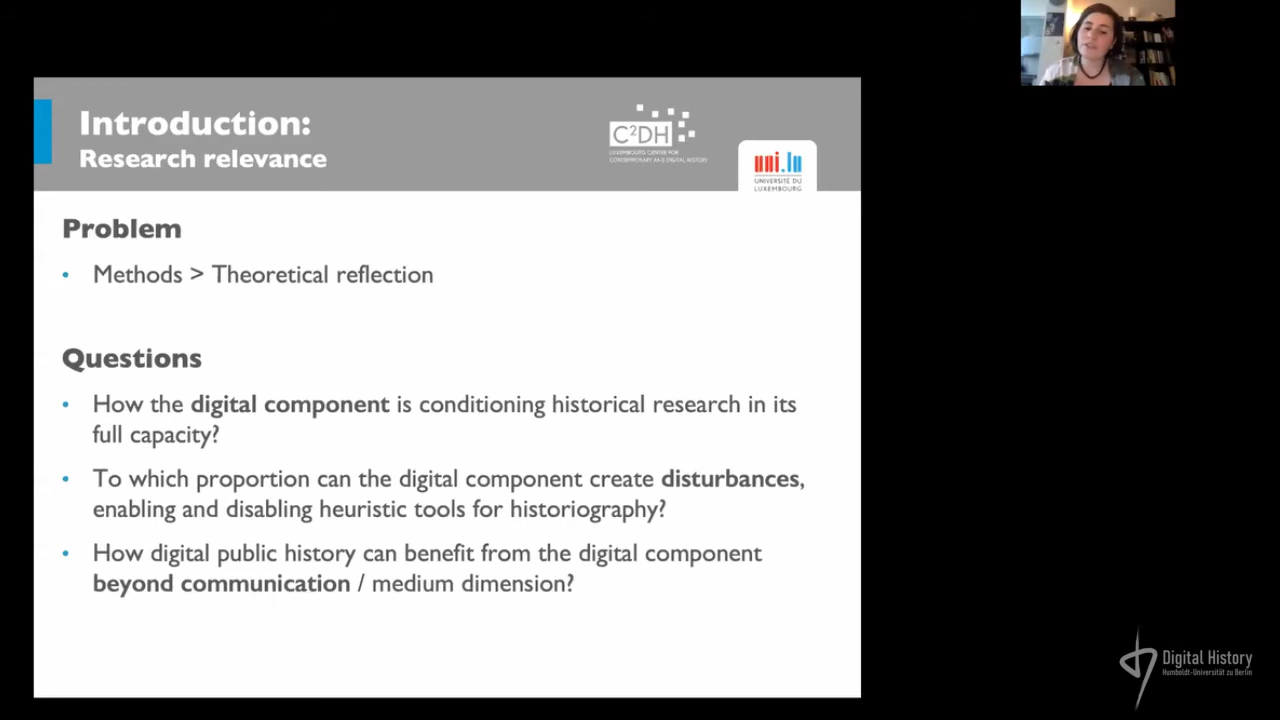 Introduction:
Research relevance
C²DH
LUXEMBOURG CENTRE FOR
CONTEMPORARY AND DIGITAL HISTORY
uni.lu
UNIVERSITÉ DU
LUXEMBOURG
Problem
• Methods > Theoretical reflection
Questions
• How the digital component is conditioning historical research in its
full capacity?
• To which proportion can the digital component create disturbances,
enabling and disabling heuristic tools for historiography?
• How digital public history can benefit from the digital component
beyond communication / medium dimension?
Digital History
Humboldt-Universität zu Berlin